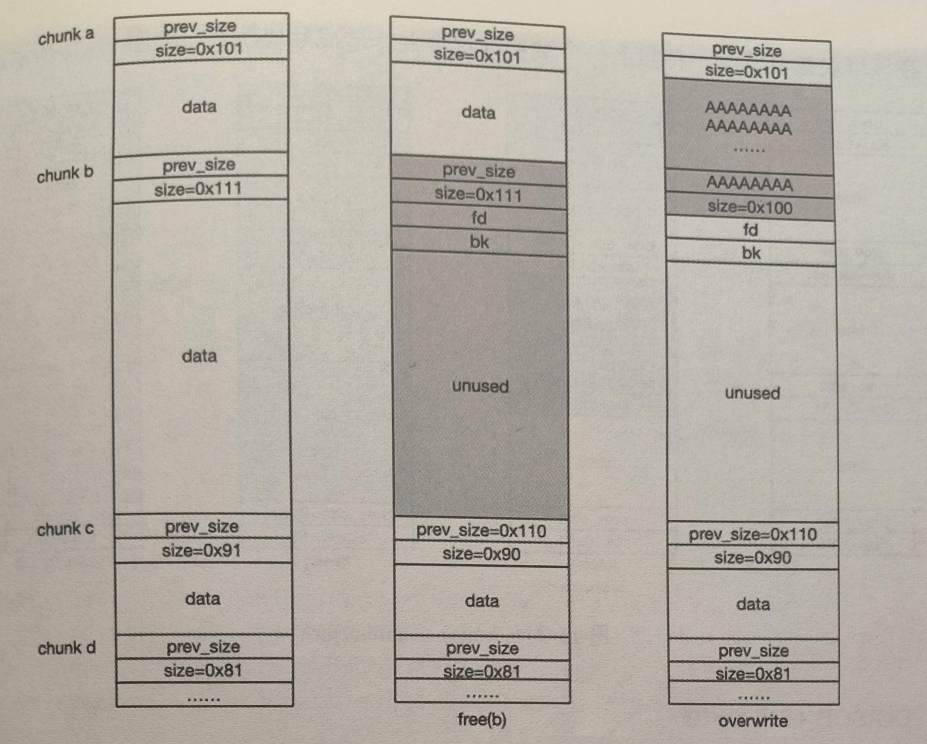 chunk a
prev_size
size=0x101
data
chunk b
prev_size
size=0x111
data
chunk c
prev_size
size=0x91
data
chunk d
prev_size
size=0x81
......
prev_size
size=0x101
data
prev_size
size=0x111
fd
bk
unused
prev_size=0x110
size=0x90
data
prev_size
size=0x81
......
free(b)
prev_size
size=0x101
AAAAAAAA
AAAAAAAA
......
AAAAAAAA
size=0x100
fd
bk
unused
prev_size=0x110
size=0x90
data
prev_size
size=0x81
......
overwrite